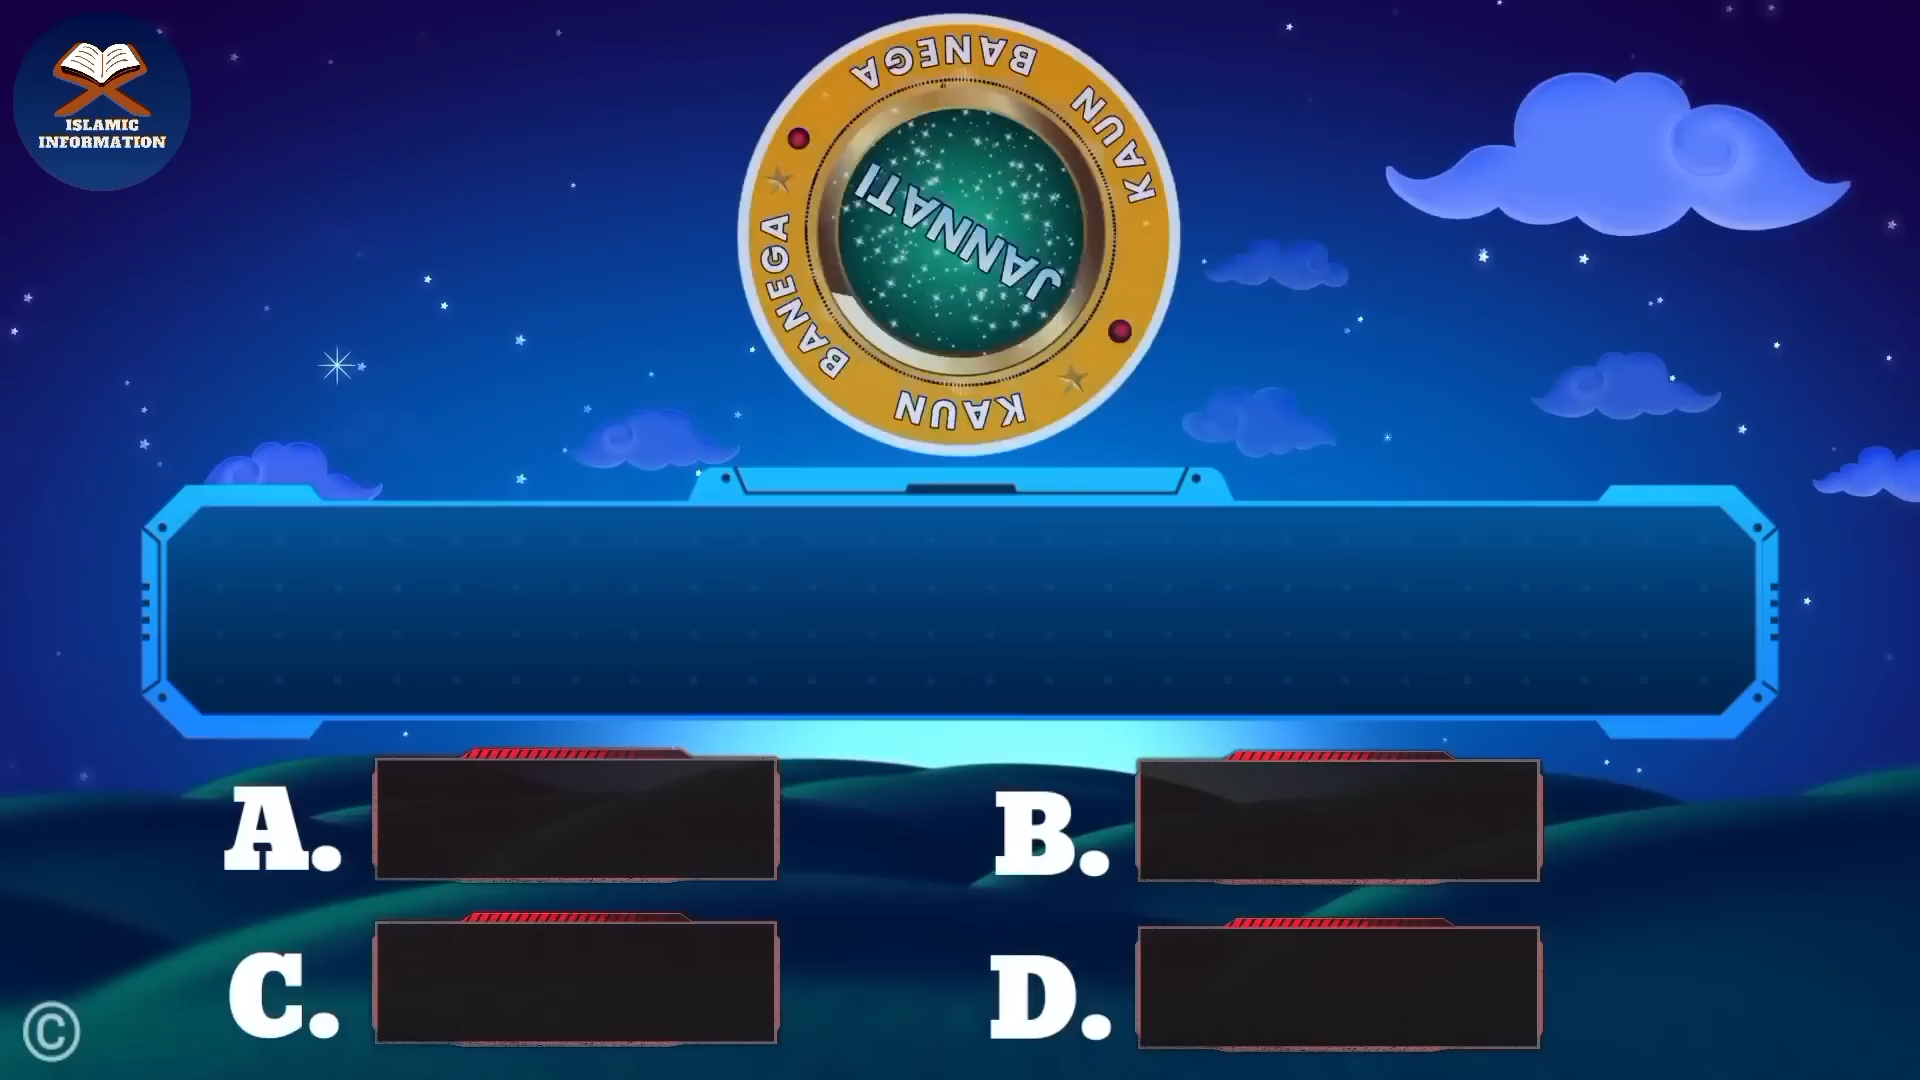 ISLAMIC
INFORMATION
KAUN BANEGA
KAUN BANEGA
JANNATI
A.
B.
C.
D.
©